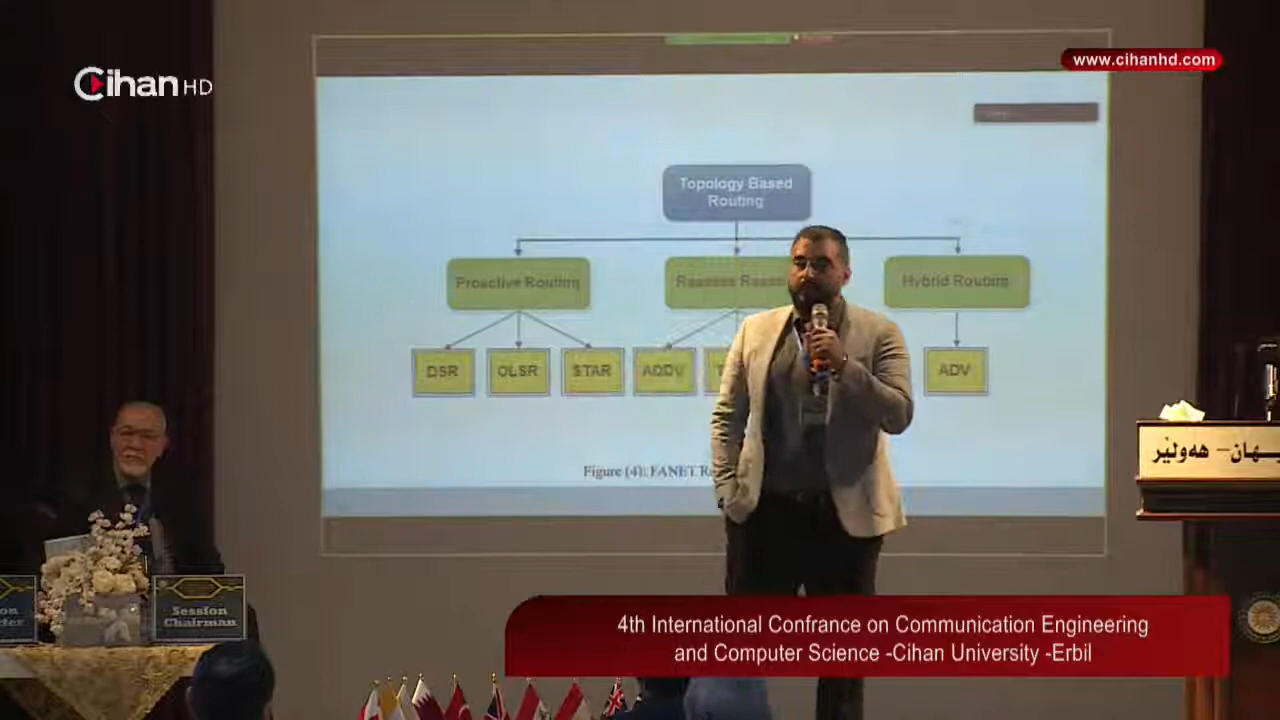 Cihan HD
www.cihanhd.com
Topology Based
Routing
Proactive Routing
Hybrid Routing
DSR
OLSR
STAR
AODV
ADV
Figure (4): FANET
Session
Chairman
هان - هەولێر
4th International Confrance on Communication Engineering
and Computer Science -Cihan University -Erbil